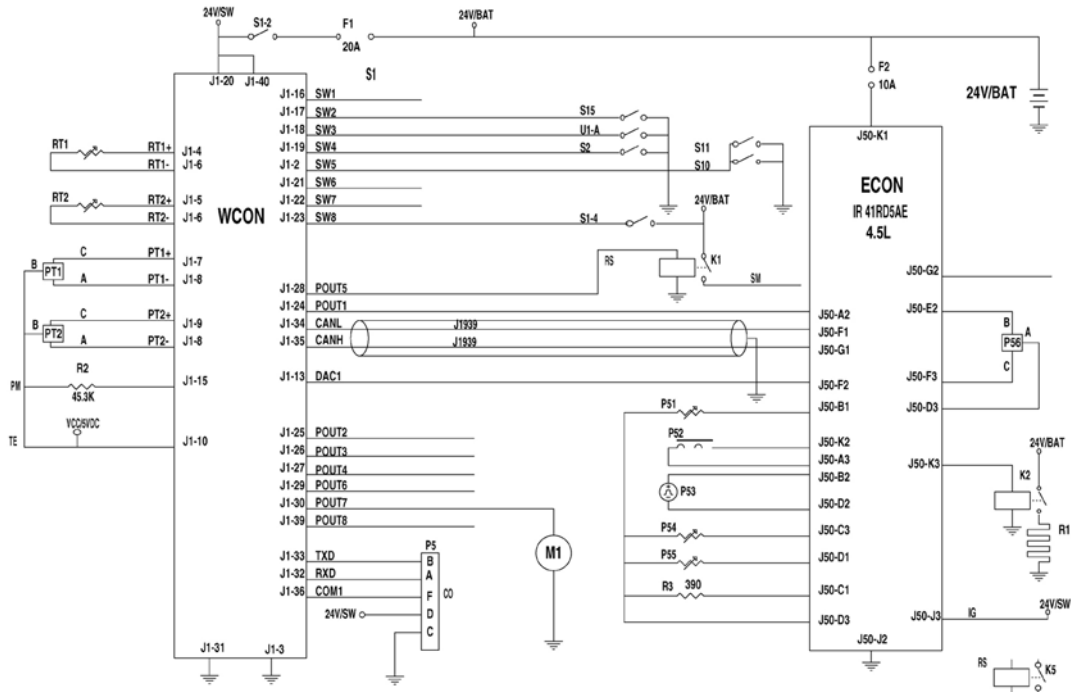 24V/SW
S1-2
F1
20A
24V/BAT
S1
F2
10A
24V/BAT
J1-20 J1-40
J1-16 SW1
J1-17 SW2
J1-18 SW3
J1-19 SW4
J1-2 SW5
J1-21 SW6
J1-22 SW7
J1-23 SW8
S15
U1-A
S2
S11
S10
S1-4
24V/BAT
RT1 RT1+ J1-4
RT1- J1-6
RT2 RT2+ J1-5
RT2- J1-6
WCON
C PT1+ J1-7
B PT1
A PT1- J1-8
C PT2+ J1-9
B PT2
A PT2- J1-8
R2
45.3K
J1-15
PM
VCC/5VDC
TE
J1-10
J1-28 POUT5
J1-24 POUT1
J1-34 CANL
J1-35 CANH
J1-13 DAC1
RS
K1
SM
J1939
J1939
J1-25 POUT2
J1-26 POUT3
J1-27 POUT4
J1-29 POUT6
J1-30 POUT7
J1-39 POUT8
J1-33 TXD
J1-32 RXD
J1-36 COM1
24V/SW
P5
B
A
F
D
C
CO
M1
J1-31 J1-3
J50-K1
ECON
IR 41RD5AE
4.5L
J50-A2
J50-F1
J50-G1
J50-F2
P51 J50-B1
P52 J50-K2
J50-A3
J50-B2
P53
J50-D2
P54 J50-C3
P55 J50-D1
R3 390 J50-C1
J50-D3
J50-J2
J50-G2
J50-E2
B
P56 A
C
J50-F3
J50-D3
J50-K3
24V/BAT
K2
R1
J50-J3 IG 24V/SW
RS K5